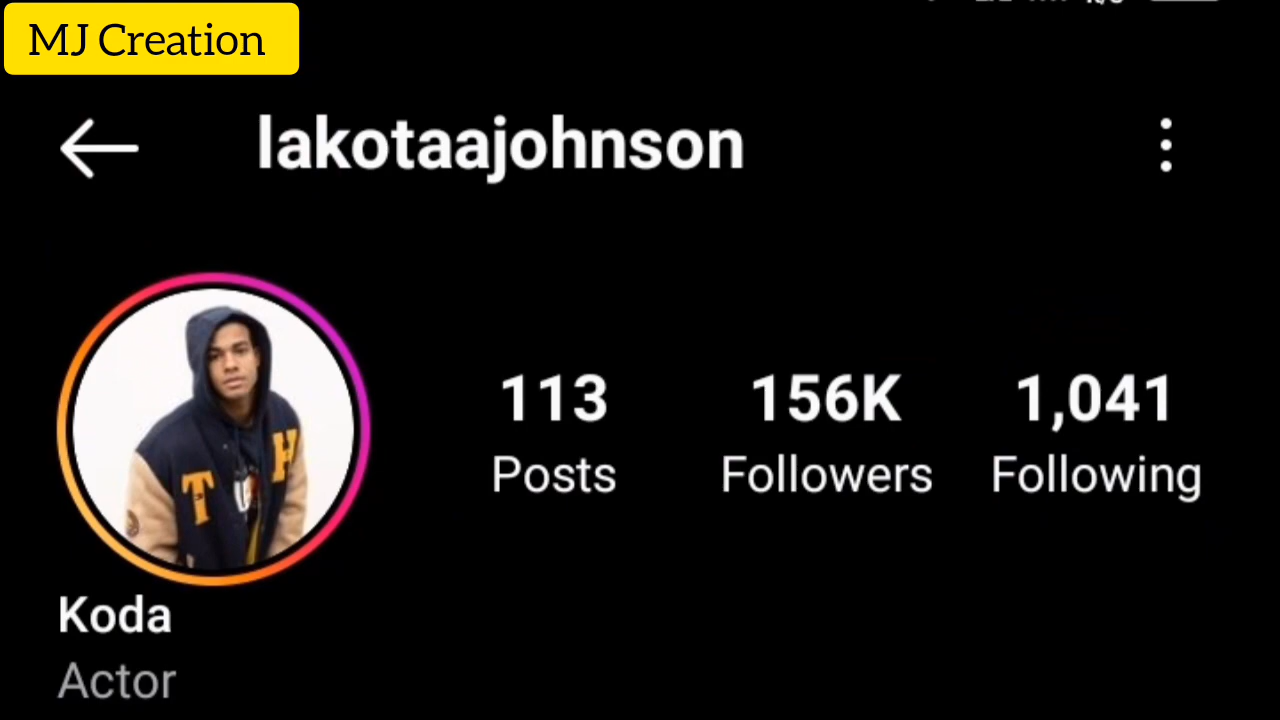 MJ Creation
lakotaajohnson
113 156K 1,041
Posts Followers Following
T H
Koda
Actor